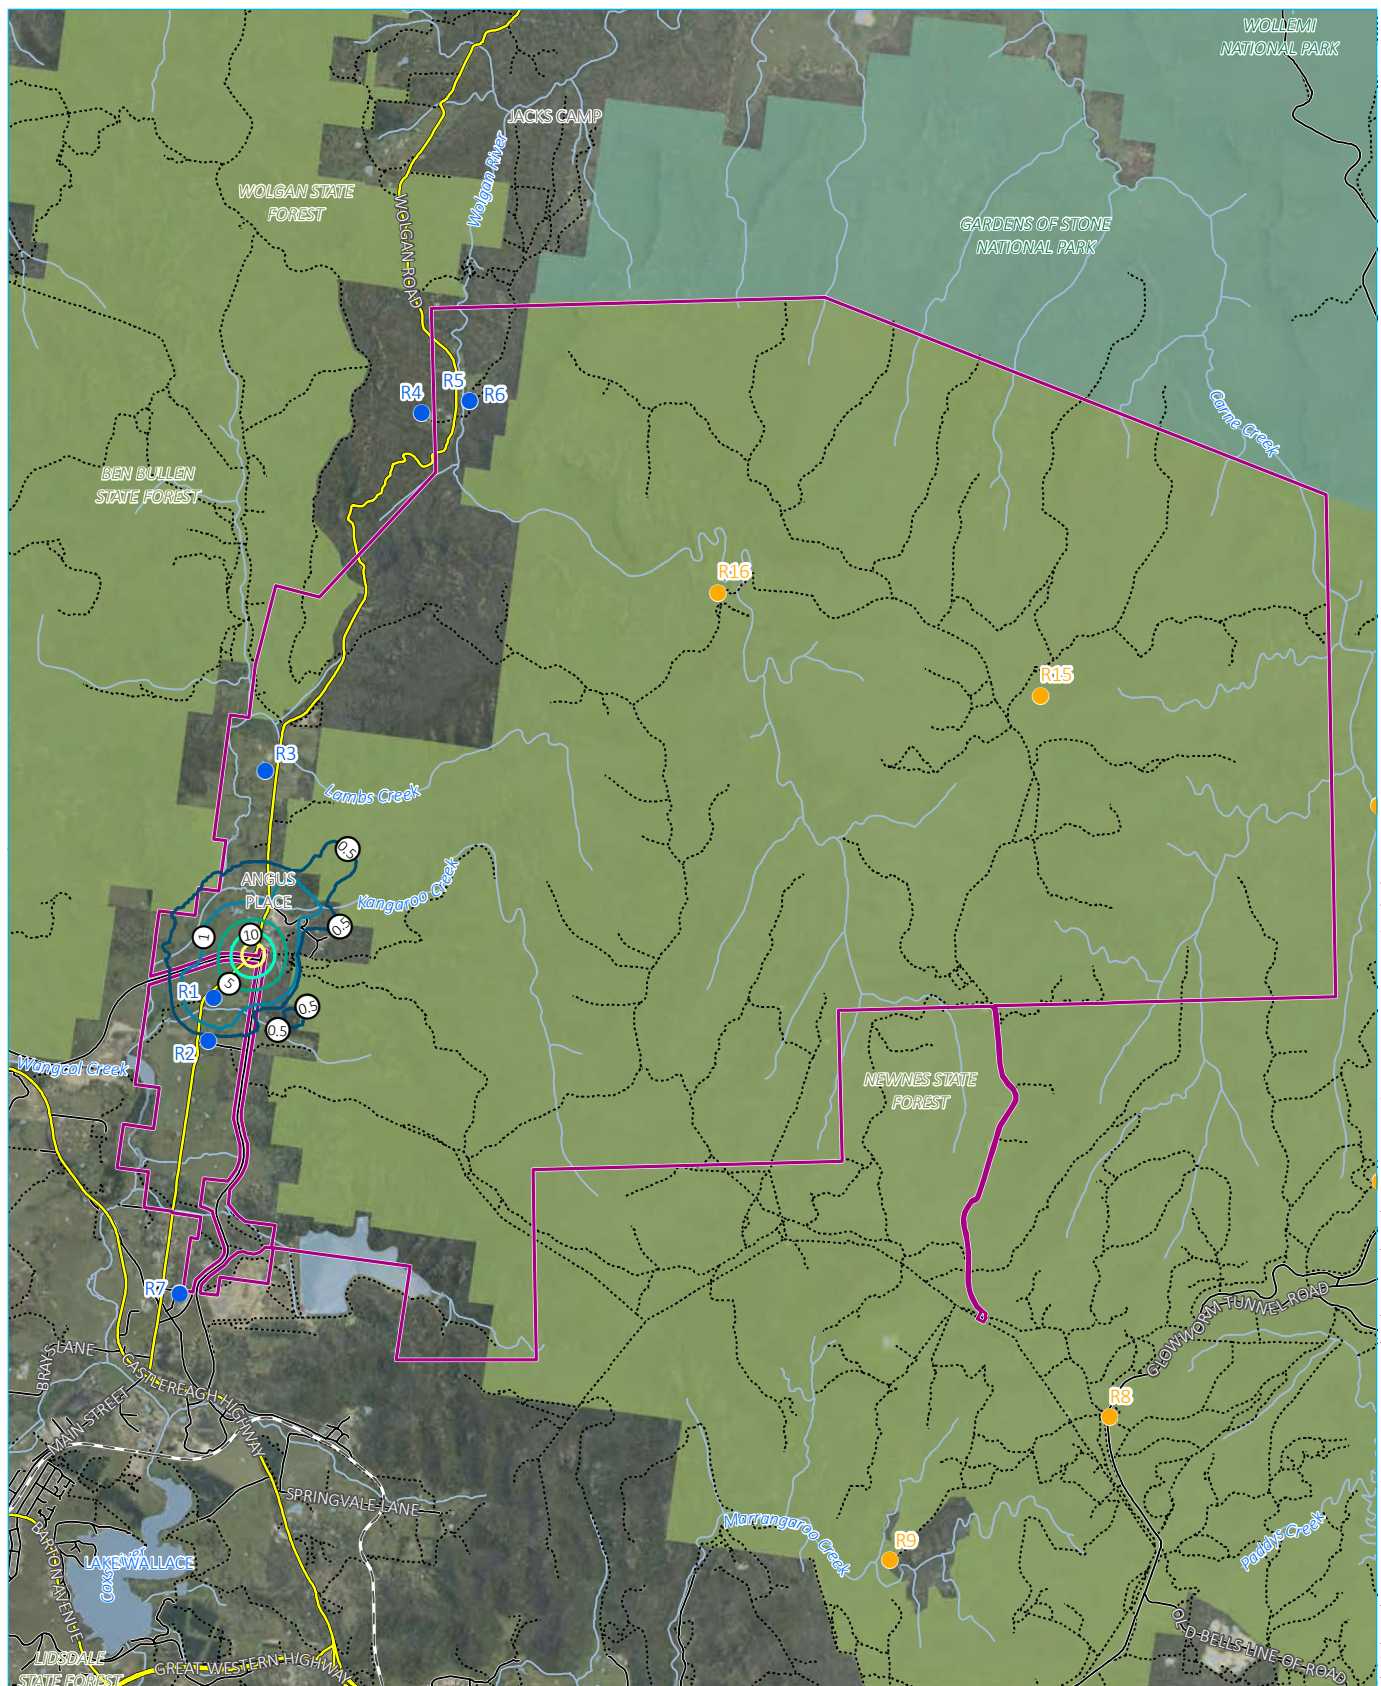 WOLLEMI
NATIONAL PARK
JACKS CAMP
Wolgan River
WOLGAN STATE
FOREST
WOLGAN ROAD
GARDENS OF STONE
NATIONAL PARK
R4
R5
R6
Carne Creek
BEN BULLEN
STATE FOREST
R16
R15
R3
Lambs Creek
0.5
ANGUS
PLACE
Kangaroo Creek
1
10
0.5
5
R1
0.5
0.5
R2
Wangcol Creek
NEWNES STATE
FOREST
R7
GLOWWORM TUNNEL ROAD
BRAYS LANE
CASTLEREAGH HIGHWAY
MAIN STREET
R8
SPRINGVALE LANE
Marrangaroo Creek
R9
Paddys Creek
BARTON AVENUE
LAKE WALLACE
Coxs River
OLD BELLS LINE OF ROAD
LIDSDALE
STATE FOREST
GREAT WESTERN HIGHWAY